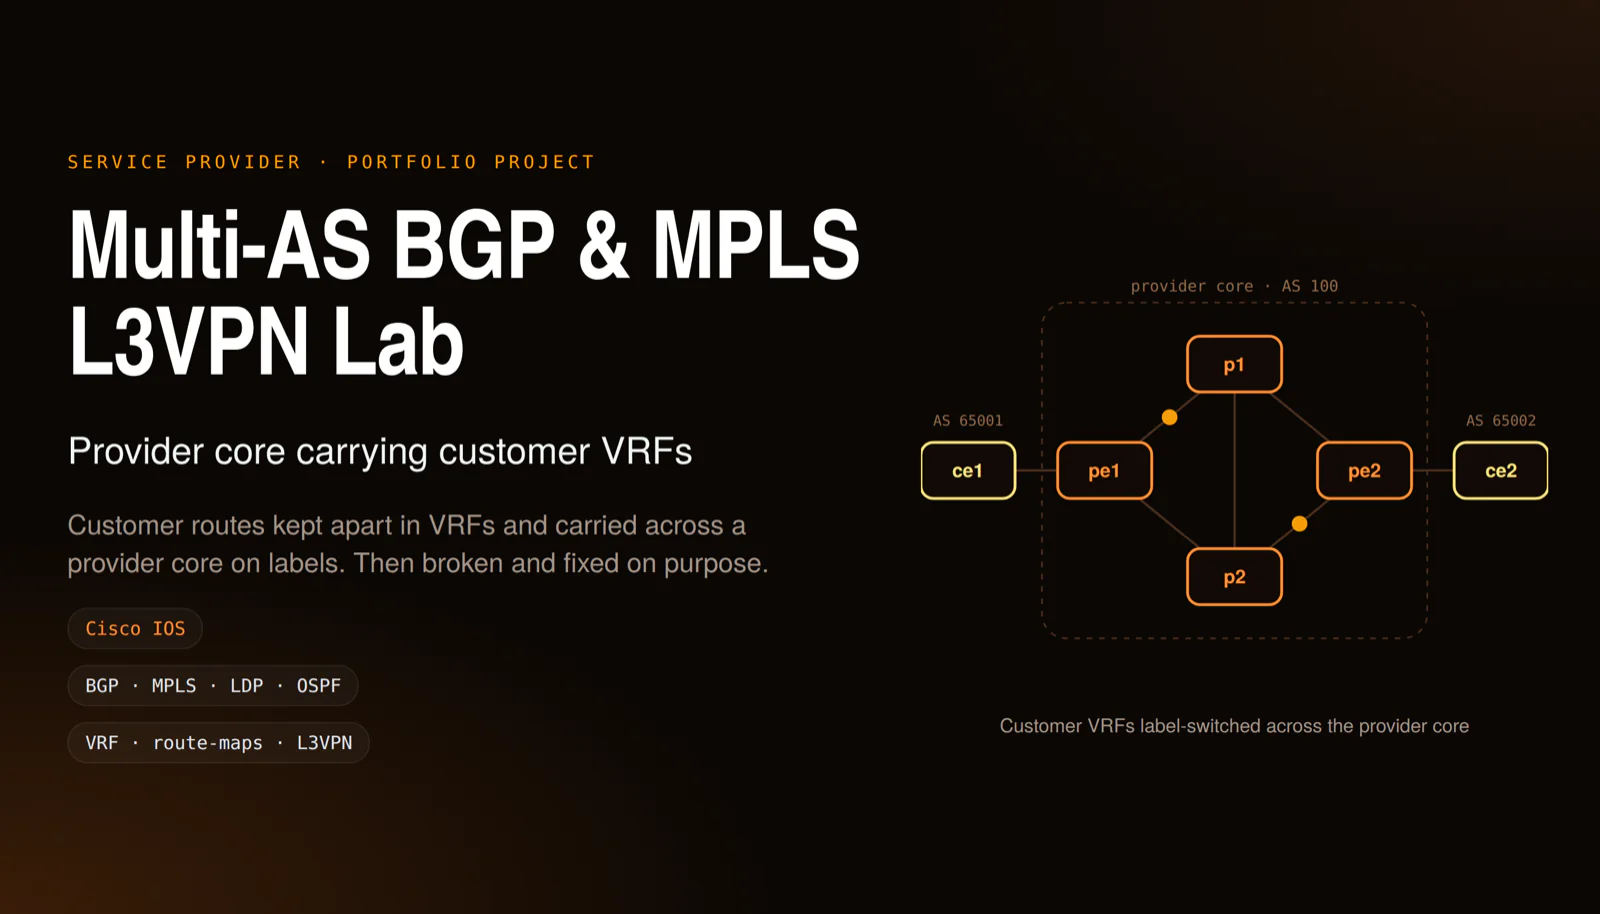 SERVICE PROVIDER · PORTFOLIO PROJECT
Multi-AS BGP & MPLS
L3VPN Lab
Provider core carrying customer VRFs
Customer routes kept apart in VRFs and carried across a
provider core on labels. Then broken and fixed on purpose.
Cisco IOS
BGP · MPLS · LDP · OSPF
VRF · route-maps · L3VPN
provider core · AS 100
p1
AS 65001
AS 65002
ce1
pe1
pe2
ce2
p2
Customer VRFs label-switched across the provider core